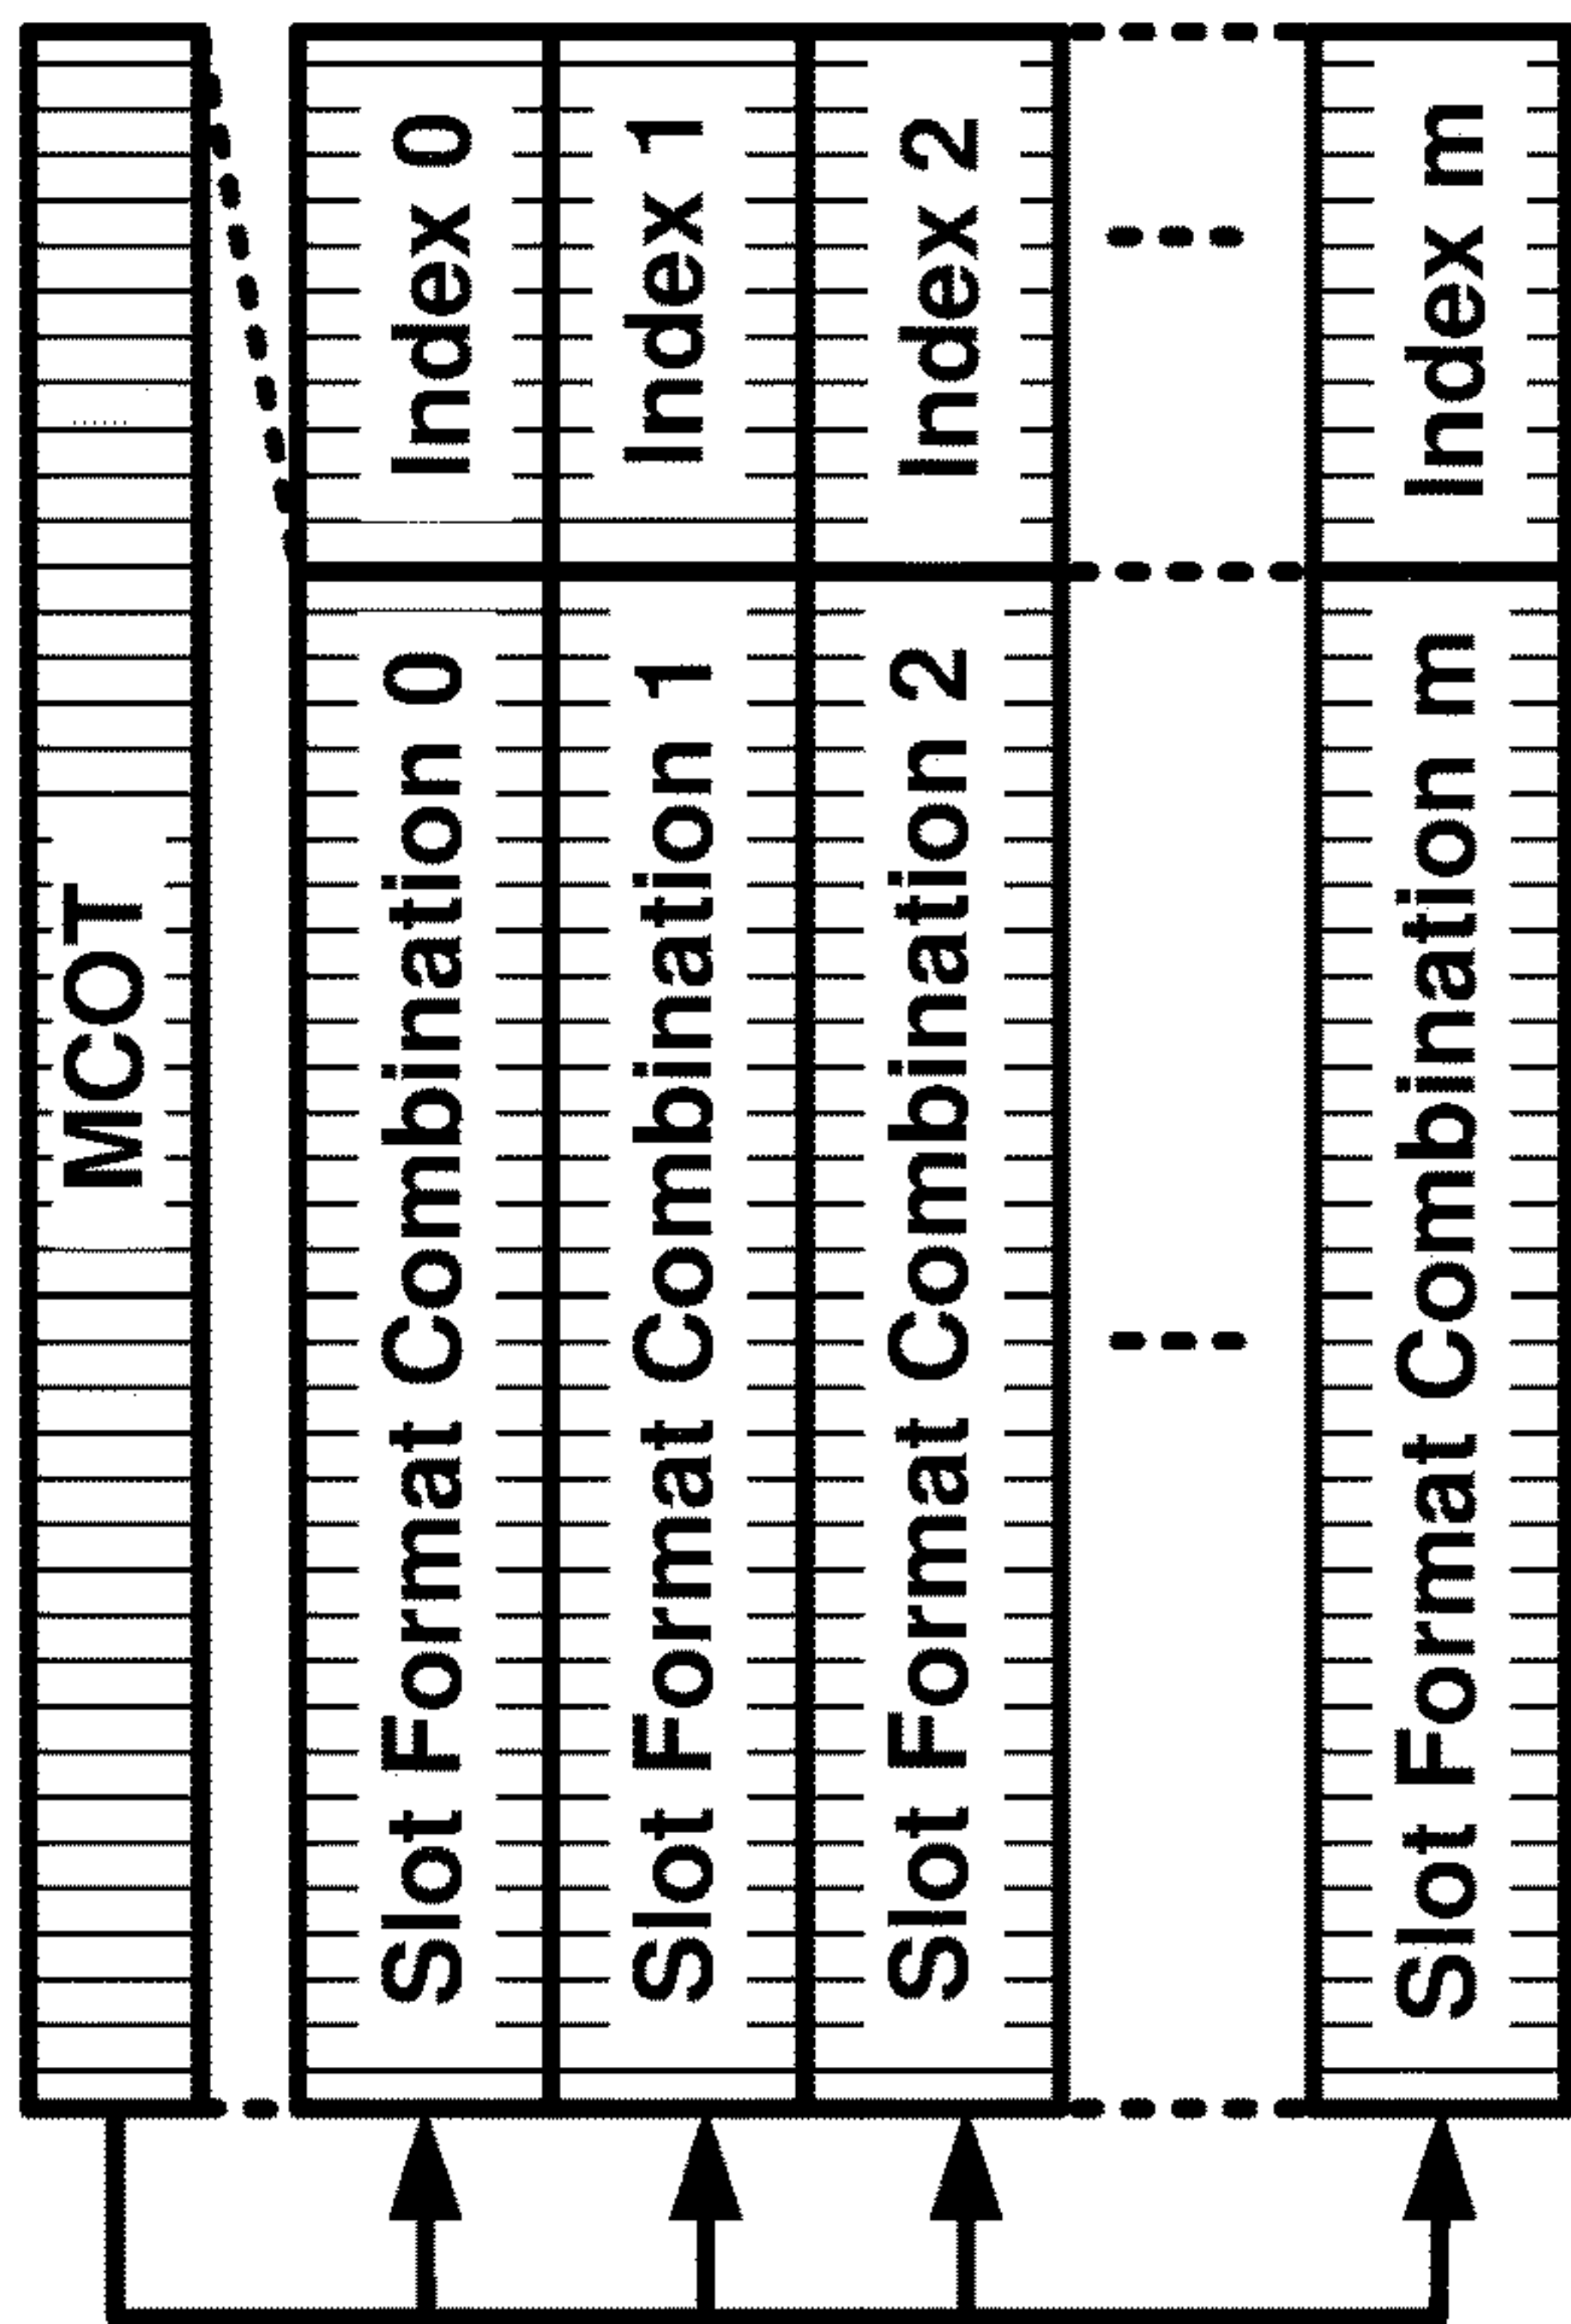 MCOT
Slot Format Combination 0 Index 0
Slot Format Combination 1 Index 1
Slot Format Combination 2 Index 2
Slot Format Combination m Index m